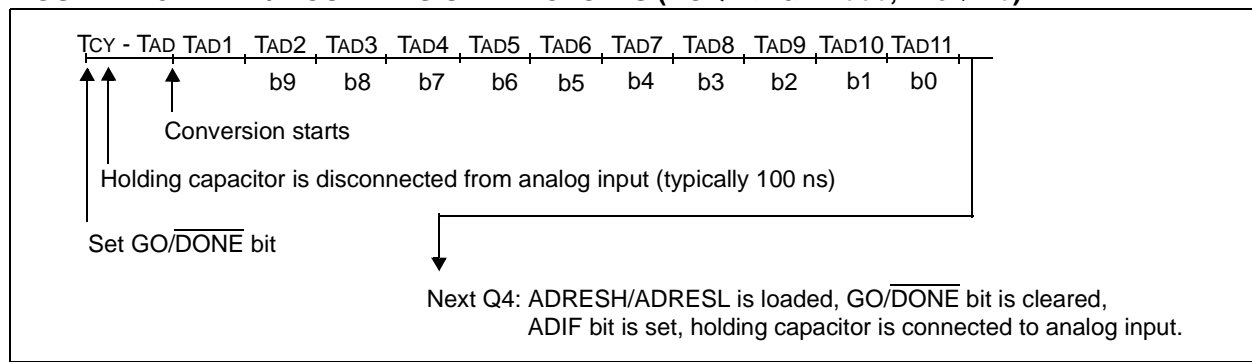 TCY - TAD TAD1 TAD2 TAD3 TAD4 TAD5 TAD6 TAD7 TAD8 TAD9 TAD10 TAD11
b9 b8 b7 b6 b5 b4 b3 b2 b1 b0
Conversion starts
Holding capacitor is disconnected from analog input (typically 100 ns)
Set GO/DONE bit
Next Q4: ADRESH/ADRESL is loaded, GO/DONE bit is cleared,
ADIF bit is set, holding capacitor is connected to analog input.